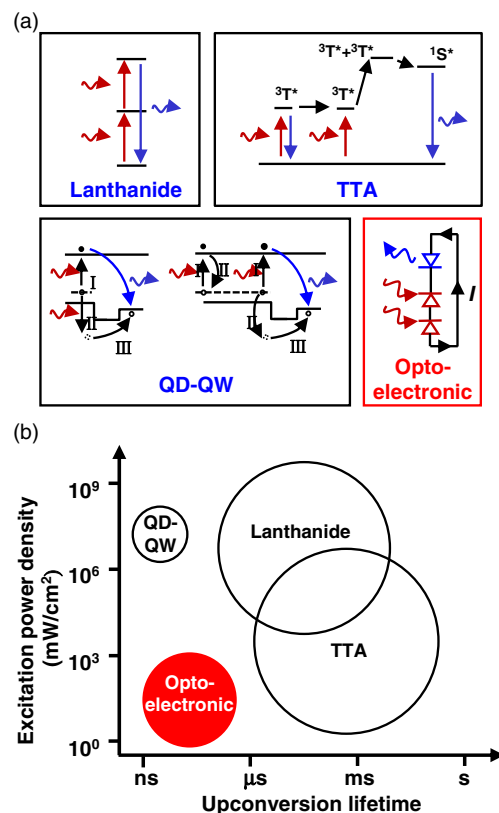 (a)
³T*+³T*
¹S*
³T* ³T*
Lanthanide
TTA
I
II
III
I
II
I
II
III
QD-QW
I
Opto-
electronic
(b)
Excitation power density
(mW/cm²)
10⁹
10⁶
10³
10⁰
QD-
QW
Lanthanide
TTA
Opto-
electronic
ns μs ms s
Upconversion lifetime